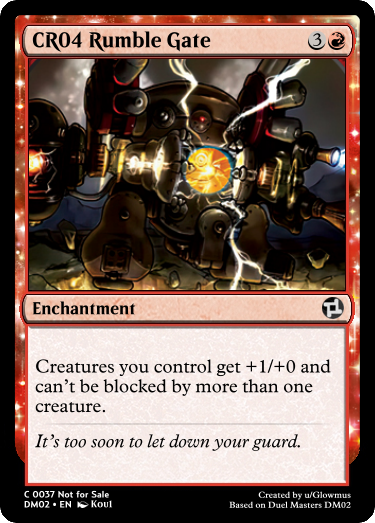 CR04 Rumble Gate 3
Enchantment
Creatures you control get +1/+0 and
can't be blocked by more than one
creature.
It's too soon to let down your guard.
C 0037 Not for Sale
Created by u/Glowmus
DM02 • EN Koui
Based on Duel Masters DM02